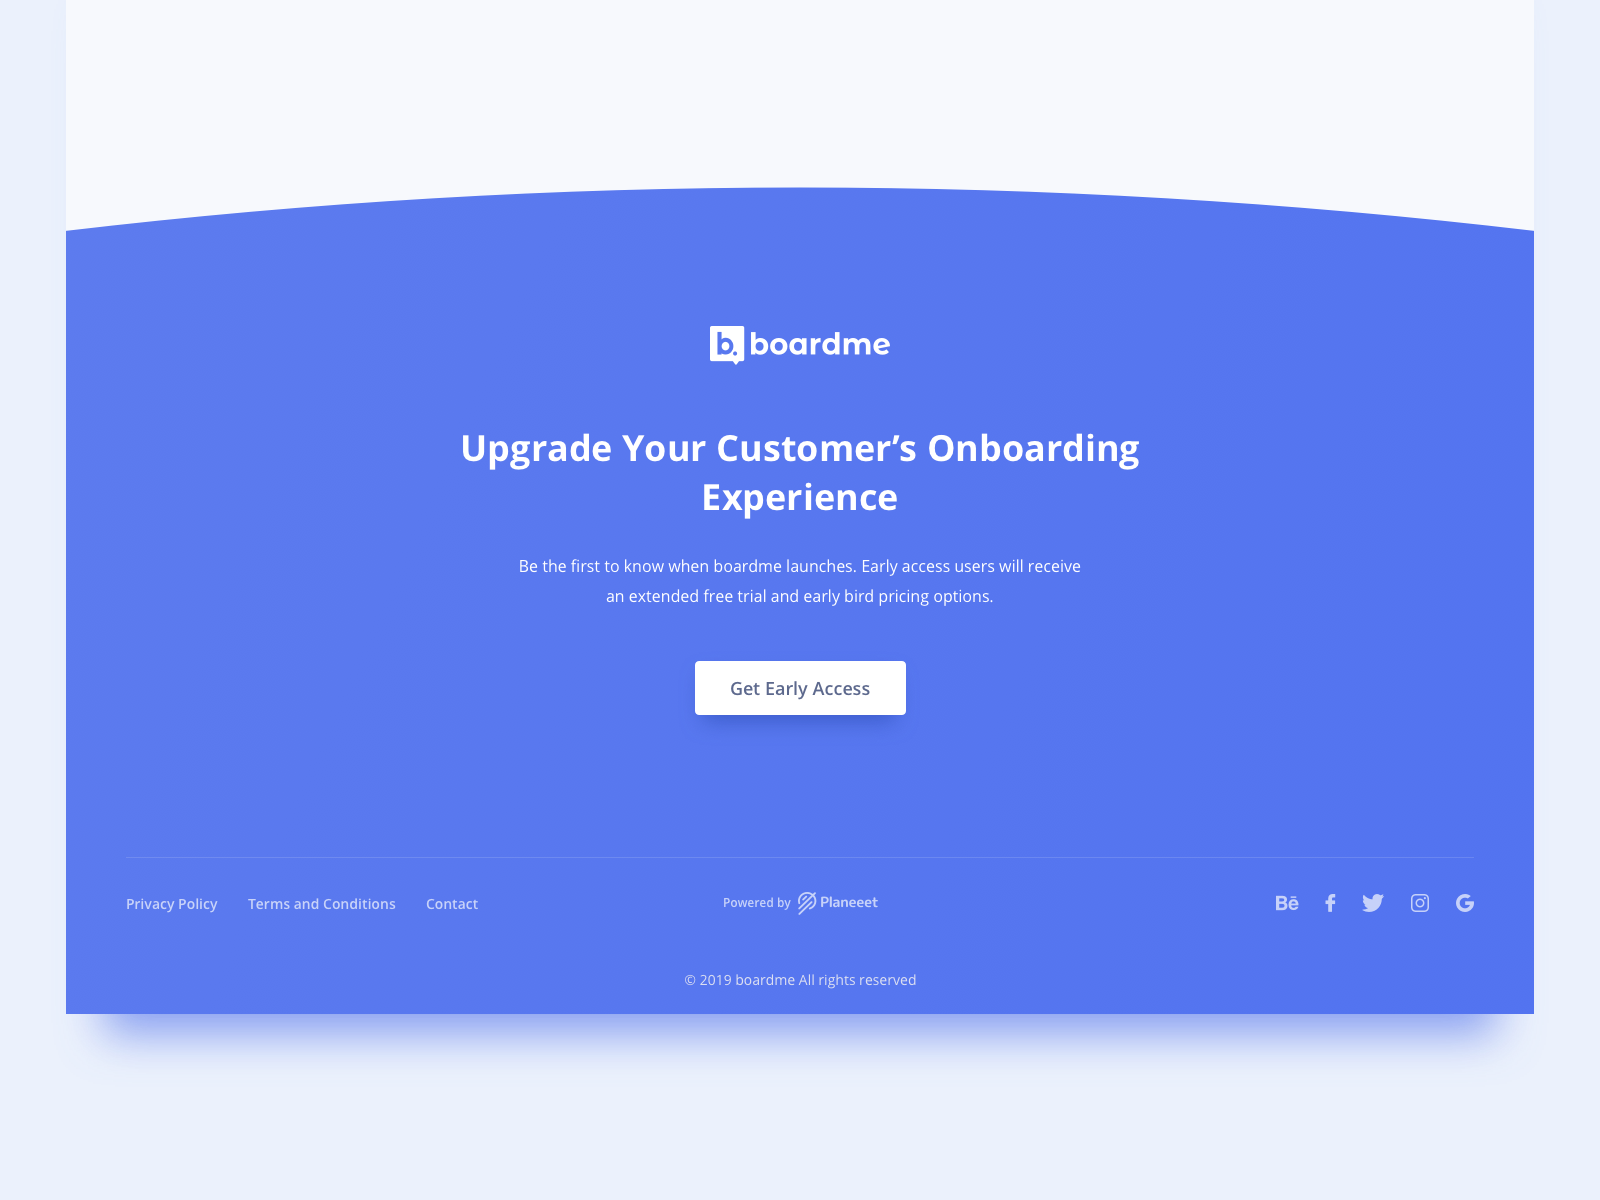 b. boardme
Upgrade Your Customer’s Onboarding
Experience
Be the first to know when boardme launches. Early access users will receive
an extended free trial and early bird pricing options.
Get Early Access
Privacy Policy Terms and Conditions Contact Powered by Planeeet Bē f G
© 2019 boardme All rights reserved